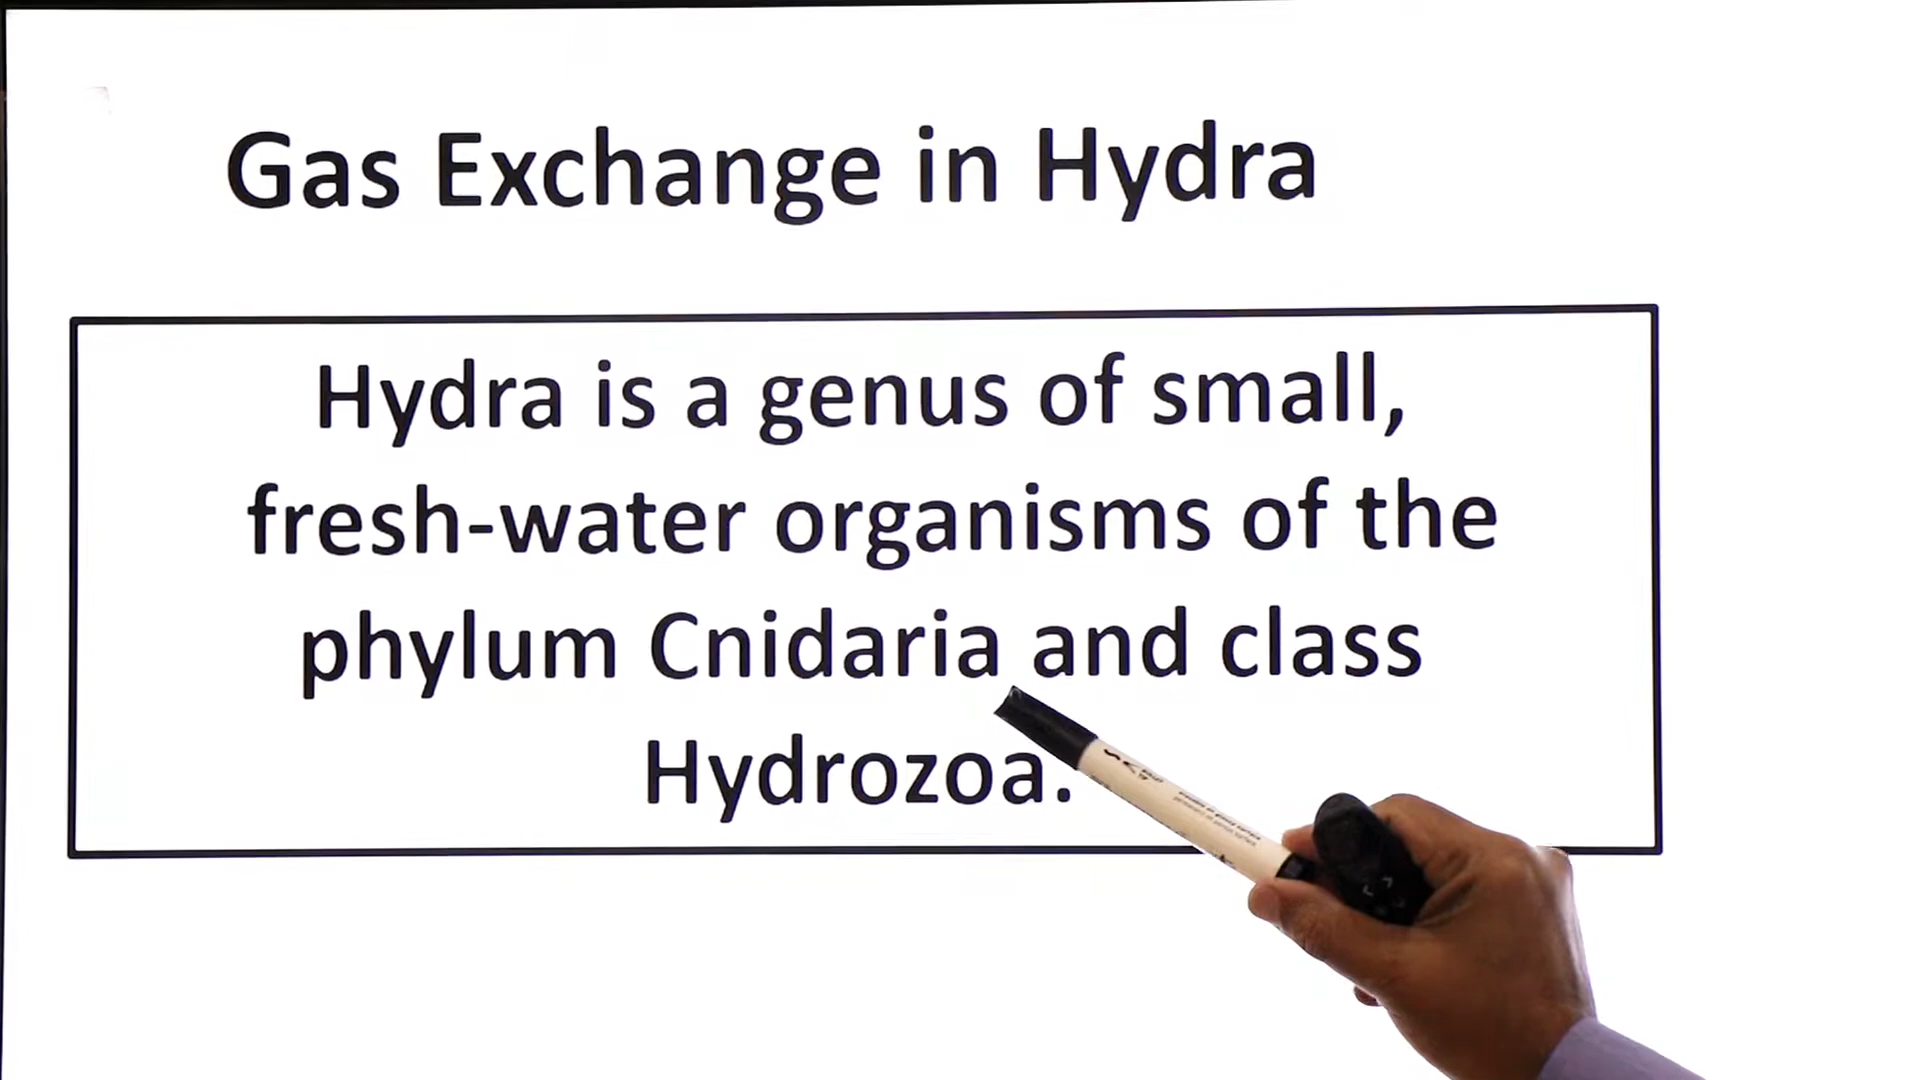 Gas Exchange in Hydra
Hydra is a genus of small,
fresh-water organisms of the
phylum Cnidaria and class
Hydrozoa.